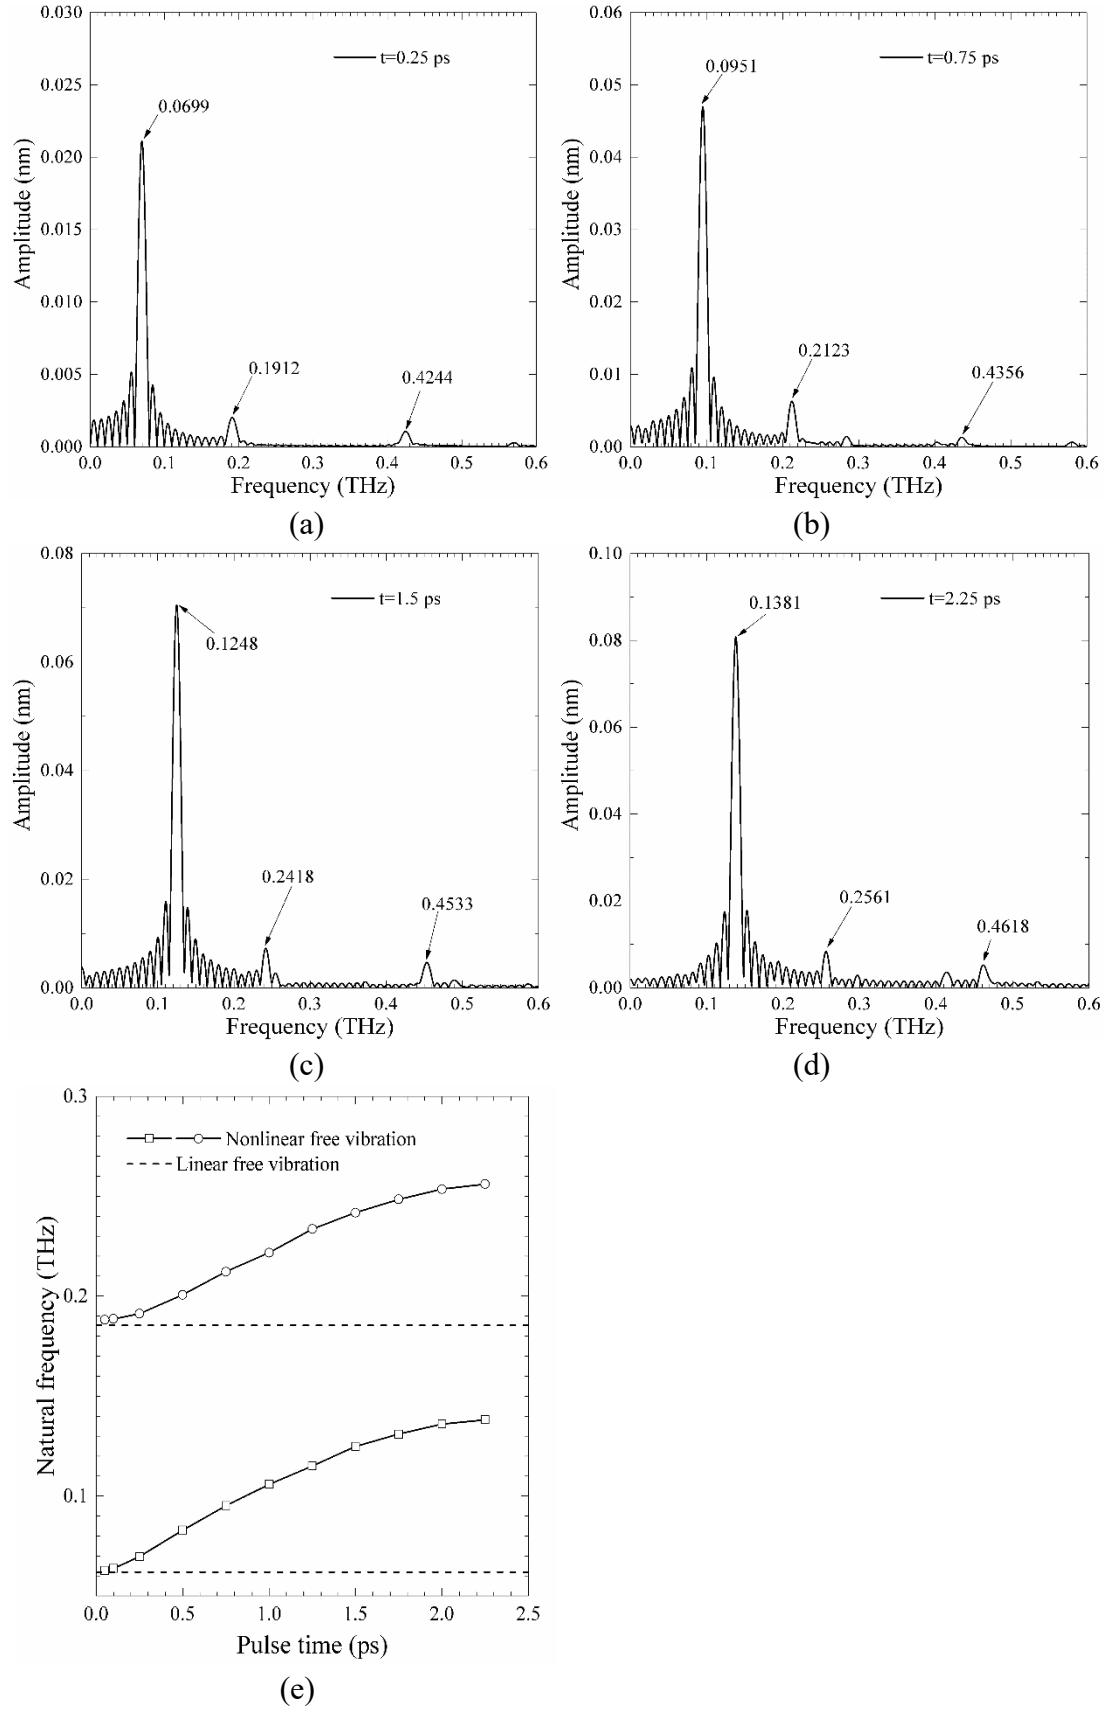 0.030
0.025
0.020
0.015
0.010
0.005
0.000
Amplitude (nm)
t=0.25 ps
0.0699
0.1912
0.4244
0.0 0.1 0.2 0.3 0.4 0.5 0.6
Frequency (THz)
(a)
0.06
0.05
0.04
0.03
0.02
0.01
0.00
Amplitude (nm)
t=0.75 ps
0.0951
0.2123
0.4356
0.0 0.1 0.2 0.3 0.4 0.5 0.6
Frequency (THz)
(b)
0.08
0.06
0.04
0.02
0.00
Amplitude (nm)
t=1.5 ps
0.1248
0.2418
0.4533
0.0 0.1 0.2 0.3 0.4 0.5 0.6
Frequency (THz)
(c)
0.10
0.08
0.06
0.04
0.02
0.00
Amplitude (nm)
t=2.25 ps
0.1381
0.2561
0.4618
0.0 0.1 0.2 0.3 0.4 0.5 0.6
Frequency (THz)
(d)
0.3
0.2
0.1
Natural frequency (THz)
Nonlinear free vibration
Linear free vibration
0.0 0.5 1.0 1.5 2.0 2.5
Pulse time (ps)
(e)